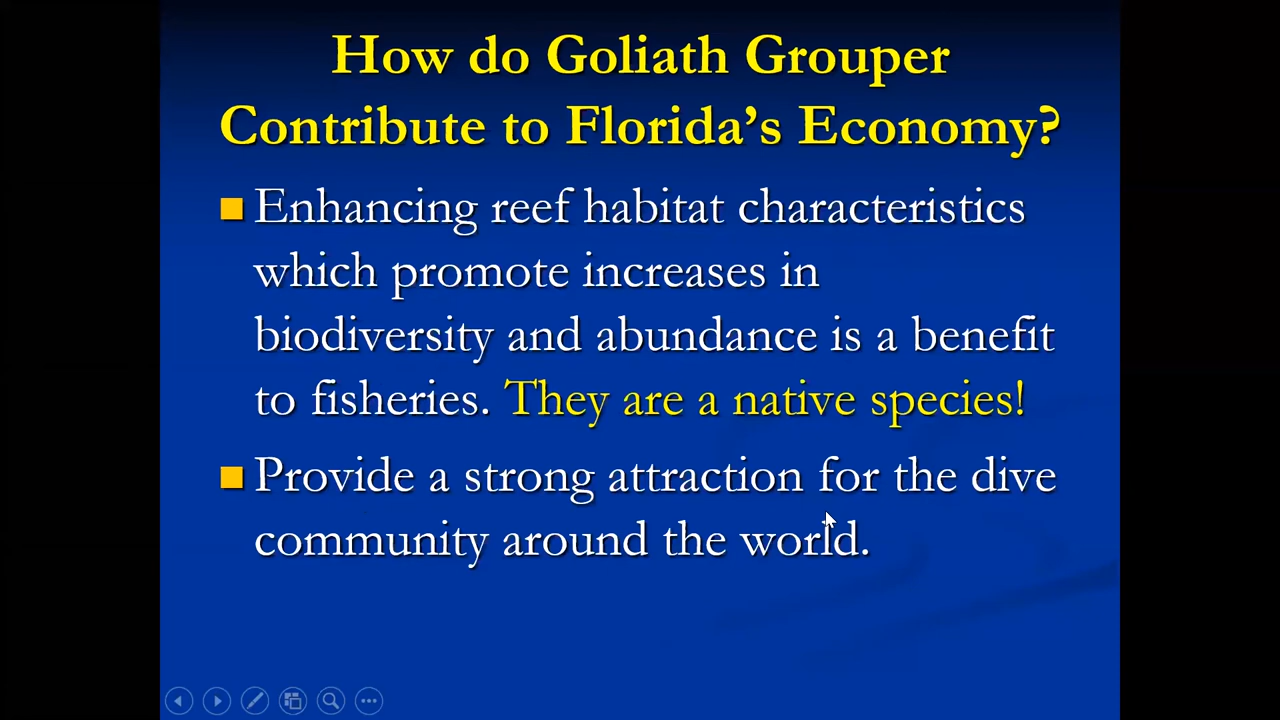 How do Goliath Grouper
Contribute to Florida’s Economy?
Enhancing reef habitat characteristics
which promote increases in
biodiversity and abundance is a benefit
to fisheries. They are a native species!
Provide a strong attraction for the dive
community around the world.